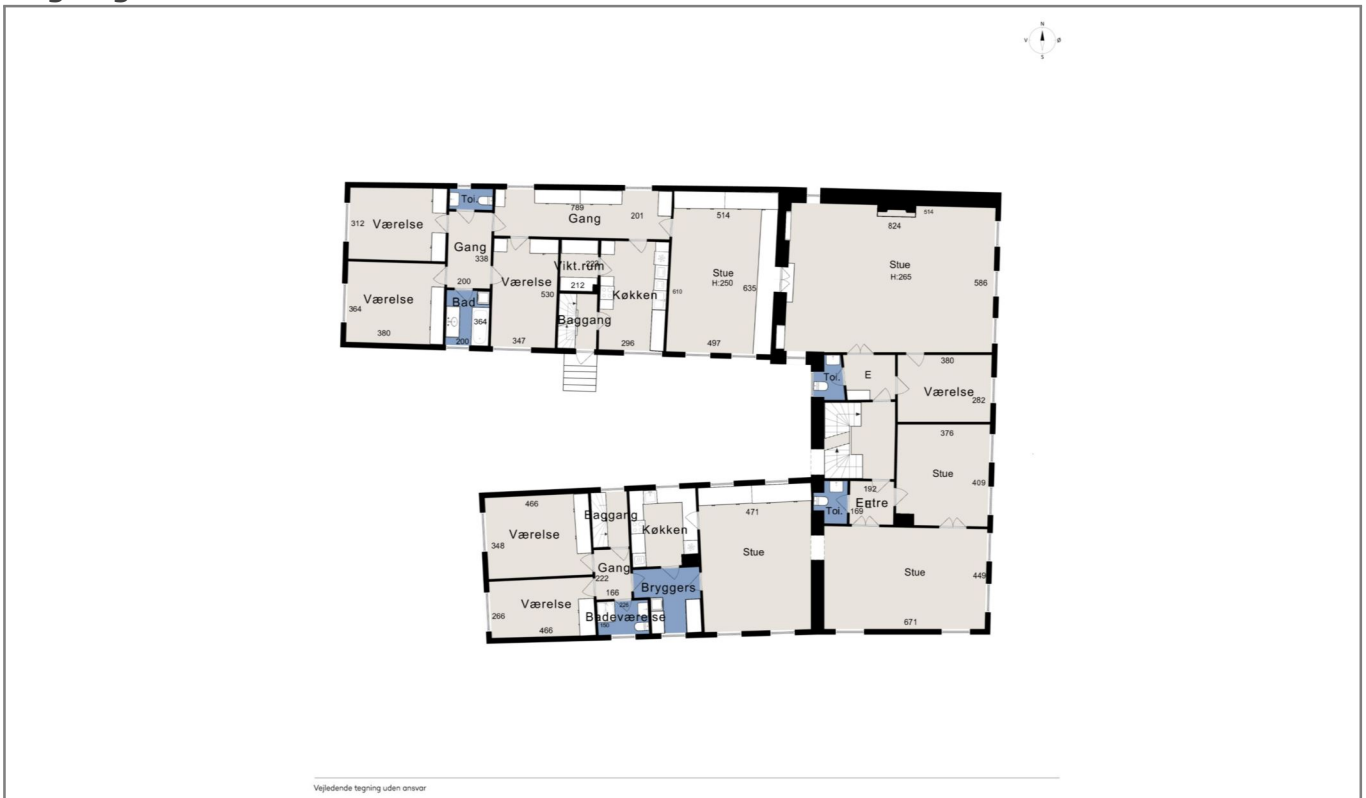 N
V
Ø
S
Toi.
789
Gang
201
514
514
824
312
Værelse
Gang
338
200
Vikt.rum
222
212
Værelse
530
Køkken
Stue
H:250
635
610
Stue
H:265
586
Værelse
364
380
Bad
364
200
347
Baggang
296
497
Toi.
E
380
Værelse
282
376
Stue
409
192
Entre
169
Toi.
466
Værelse
348
Baggang
Køkken
471
Stue
Gang
222
166
Bryggers
Værelse
266
466
226
Badeværelse
Stue
449
671
Vejledende tegning uden ansvar